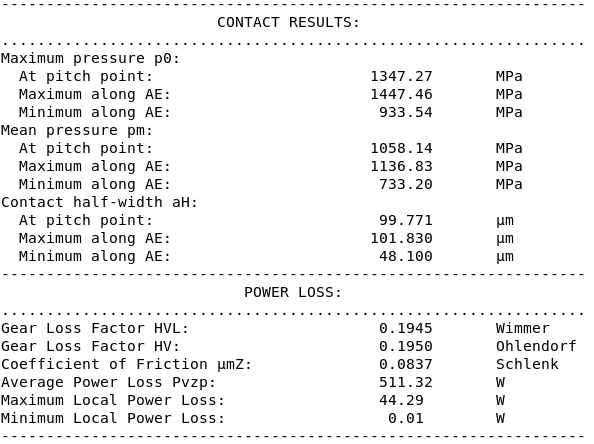 -----------------------------------------------------------------
CONTACT RESULTS:
.................................................................
Maximum pressure p0:
At pitch point: 1347.27 MPa
Maximum along AE: 1447.46 MPa
Minimum along AE: 933.54 MPa
Mean pressure pm:
At pitch point: 1058.14 MPa
Maximum along AE: 1136.83 MPa
Minimum along AE: 733.20 MPa
Contact half-width aH:
At pitch point: 99.771 µm
Maximum along AE: 101.830 µm
Minimum along AE: 48.100 µm
-----------------------------------------------------------------
POWER LOSS:
.................................................................
Gear Loss Factor HVL: 0.1945 Wimmer
Gear Loss Factor HV: 0.1950 Ohlendorf
Coefficient of Friction µmZ: 0.0837 Schlenk
Average Power Loss Pvzp: 511.32 W
Maximum Local Power Loss: 44.29 W
Minimum Local Power Loss: 0.01 W
-----------------------------------------------------------------